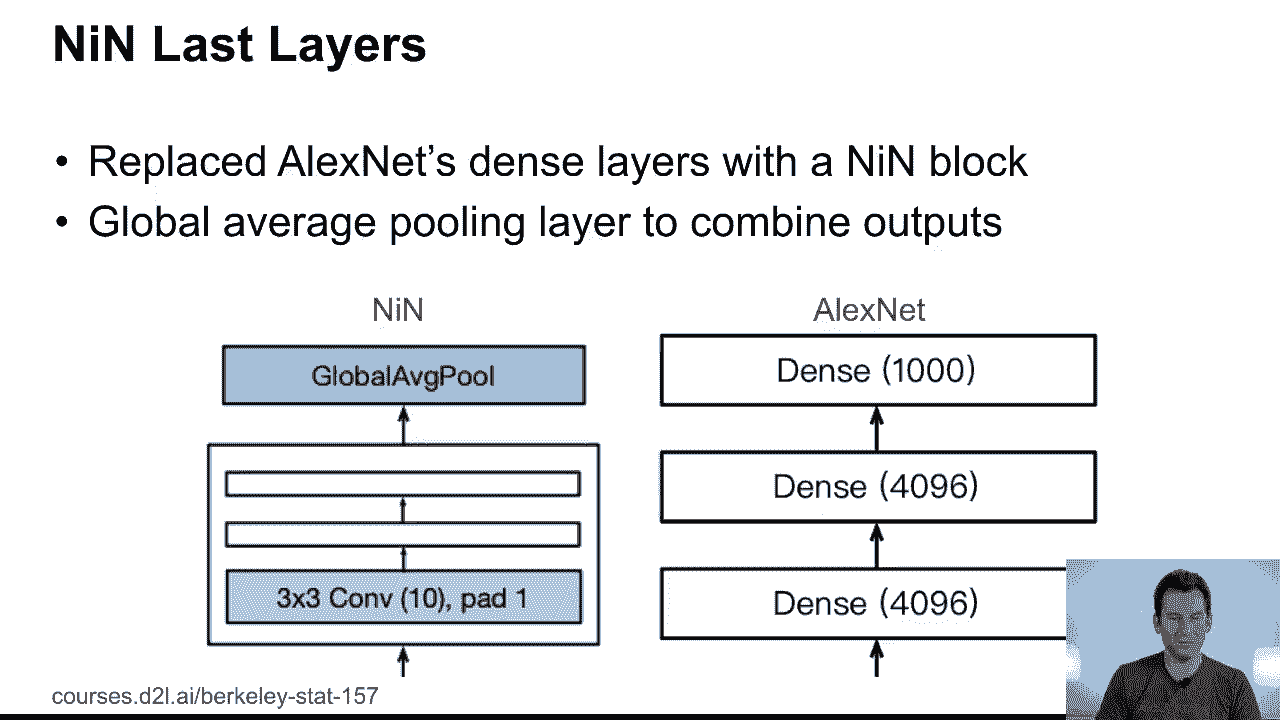 NiN Last Layers
• Replaced AlexNet's dense layers with a NiN block
• Global average pooling layer to combine outputs
NiN
GlobalAvgPool
3x3 Conv (10), pad 1
AlexNet
Dense (1000)
Dense (4096)
Dense (4096)
courses.d2l.ai/berkeley-stat-157